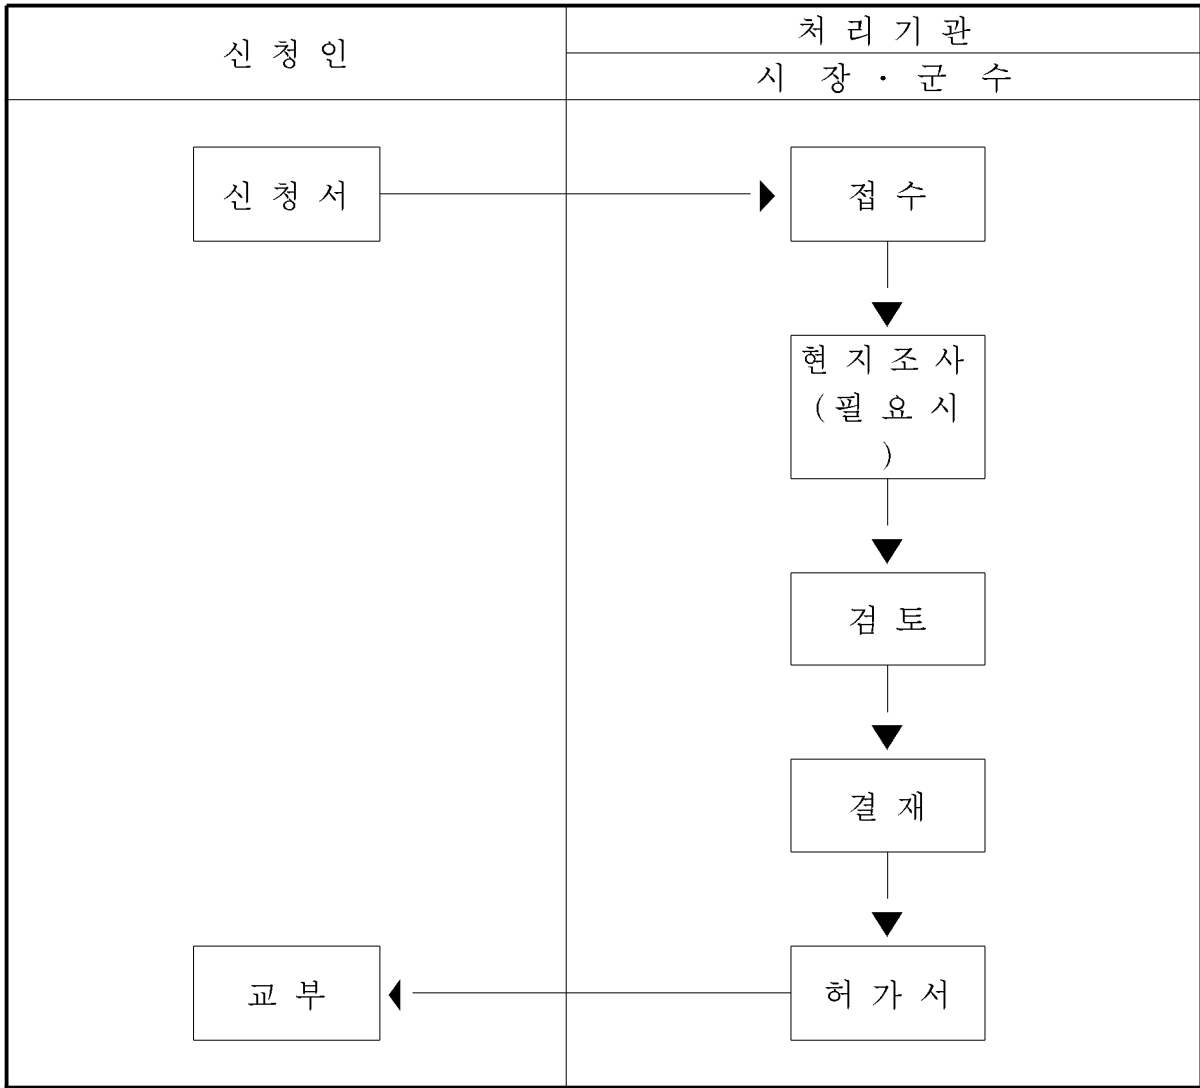 신 청 인
처 리 기 관
시 장 · 군 수
신 청 서
접 수
현 지 조 사
( 필 요 시
)
검 토
결 재
교 부
허 가 서